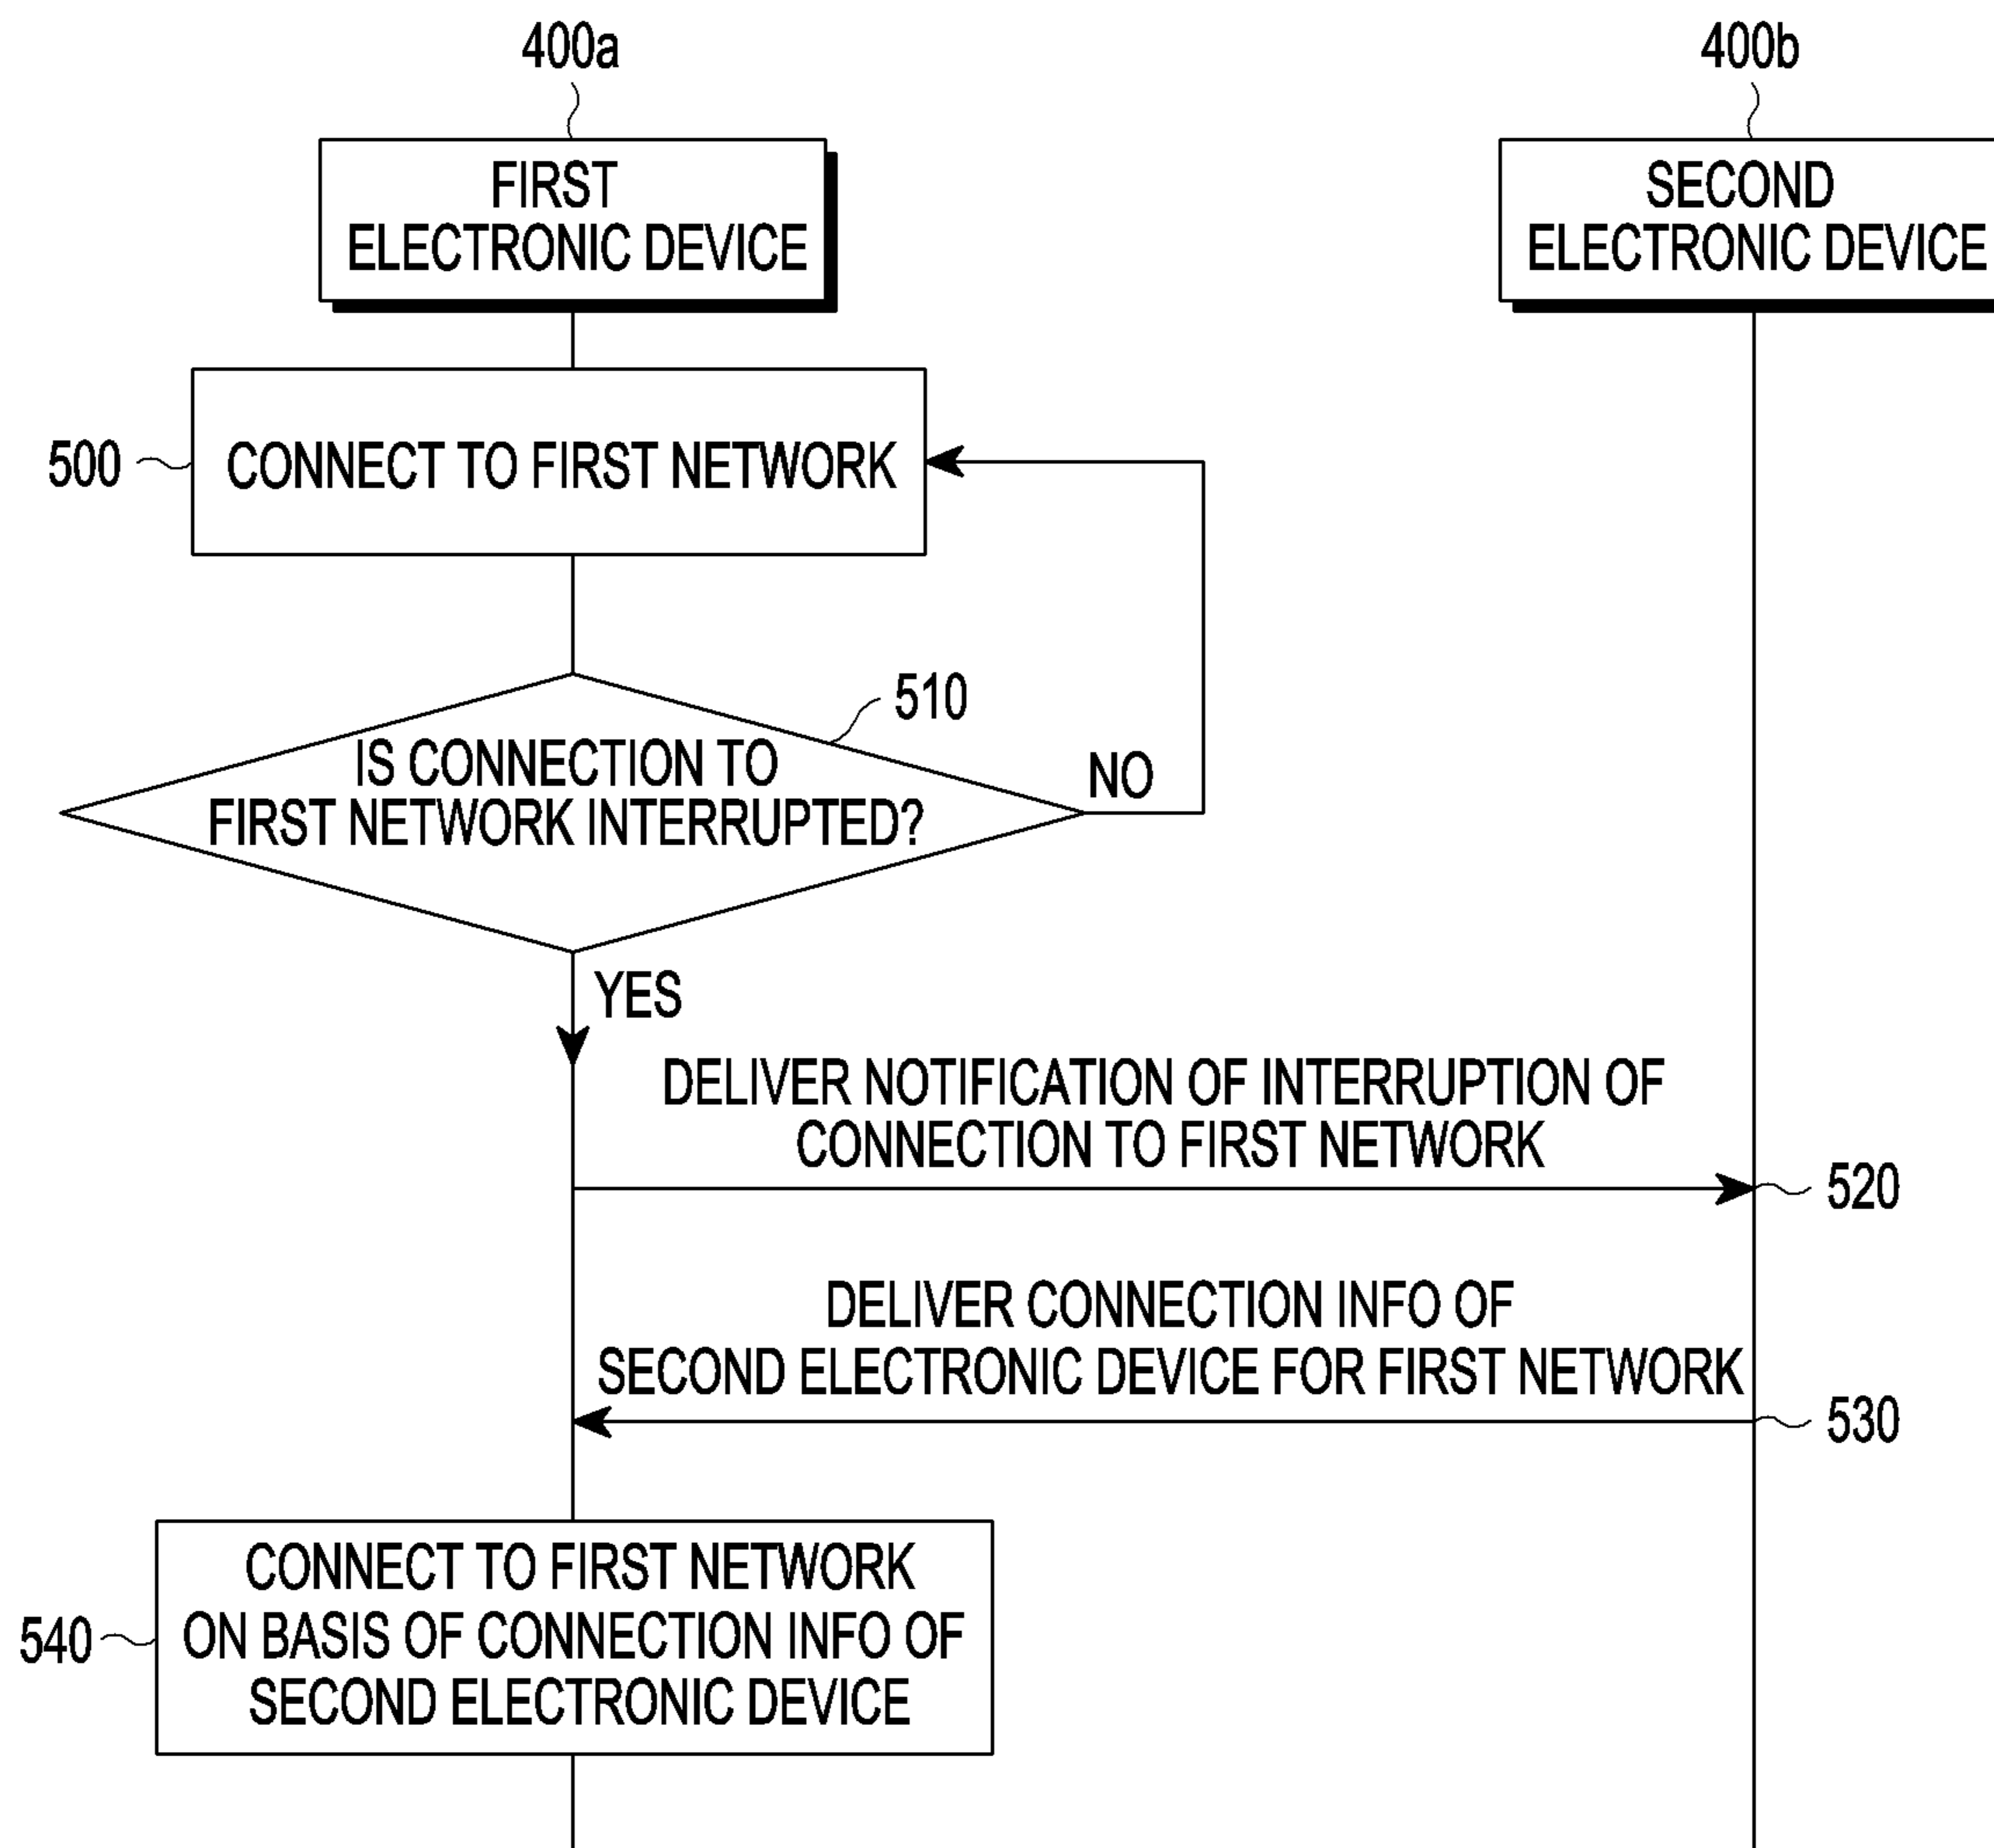 400a
400b
FIRST
ELECTRONIC DEVICE
SECOND
ELECTRONIC DEVICE
500
CONNECT TO FIRST NETWORK
510
IS CONNECTION TO
FIRST NETWORK INTERRUPTED?
NO
YES
DELIVER NOTIFICATION OF INTERRUPTION OF
CONNECTION TO FIRST NETWORK
520
DELIVER CONNECTION INFO OF
SECOND ELECTRONIC DEVICE FOR FIRST NETWORK
530
540
CONNECT TO FIRST NETWORK
ON BASIS OF CONNECTION INFO OF
SECOND ELECTRONIC DEVICE